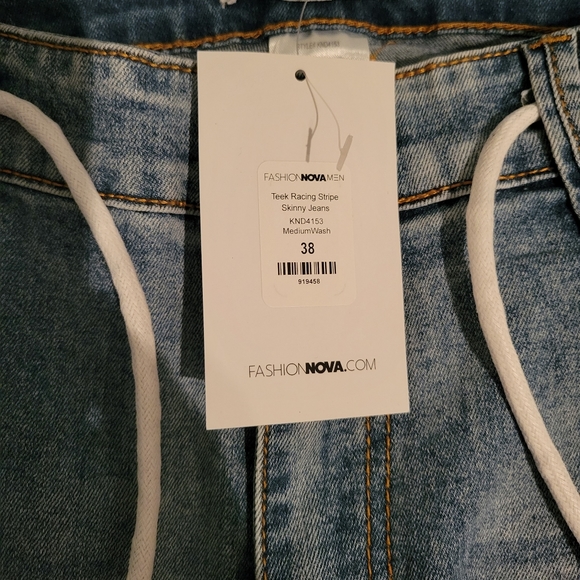 FASHIONNOVAMEN
Teek Racing Stripe
Skinny Jeans
KND4153
MediumWash
38
919458
FASHIONNOVA.COM